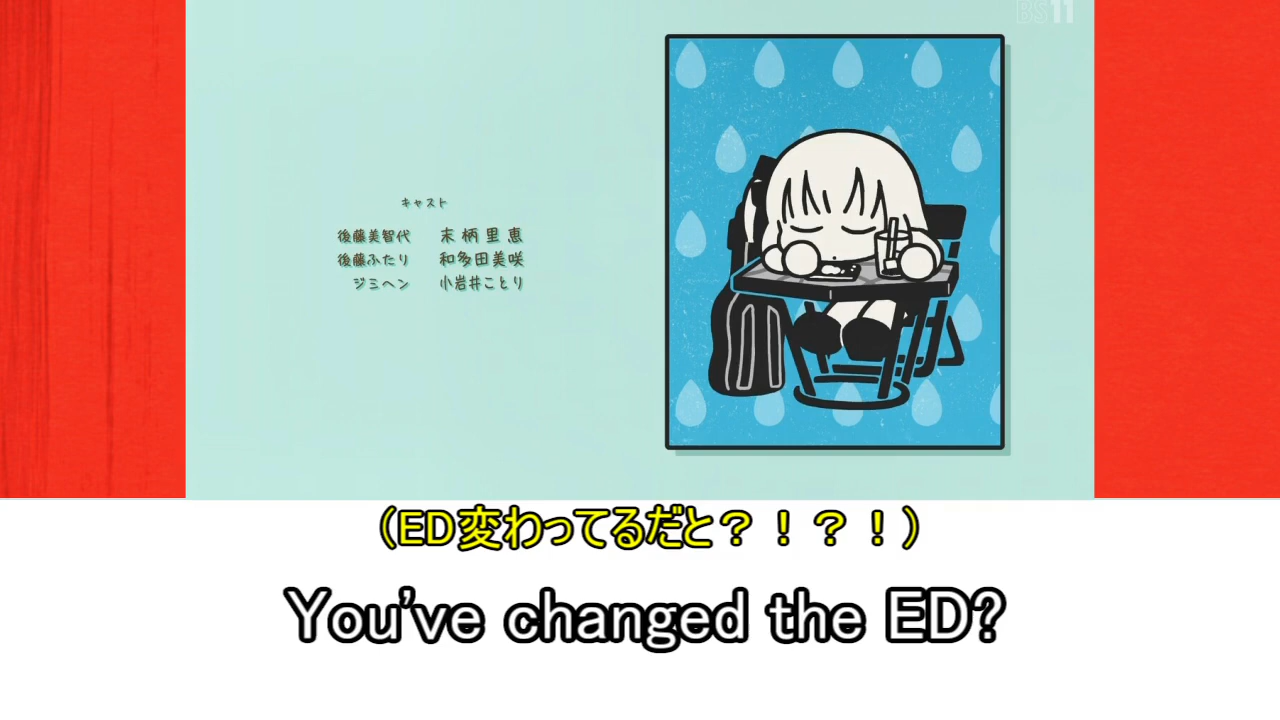 BS11
キャスト
後藤美智代 末柄里恵
後藤ふたり 和多田美咲
ジミヘン 小岩井ことり
（ED変わってるだと？！？！）
You've changed the ED?